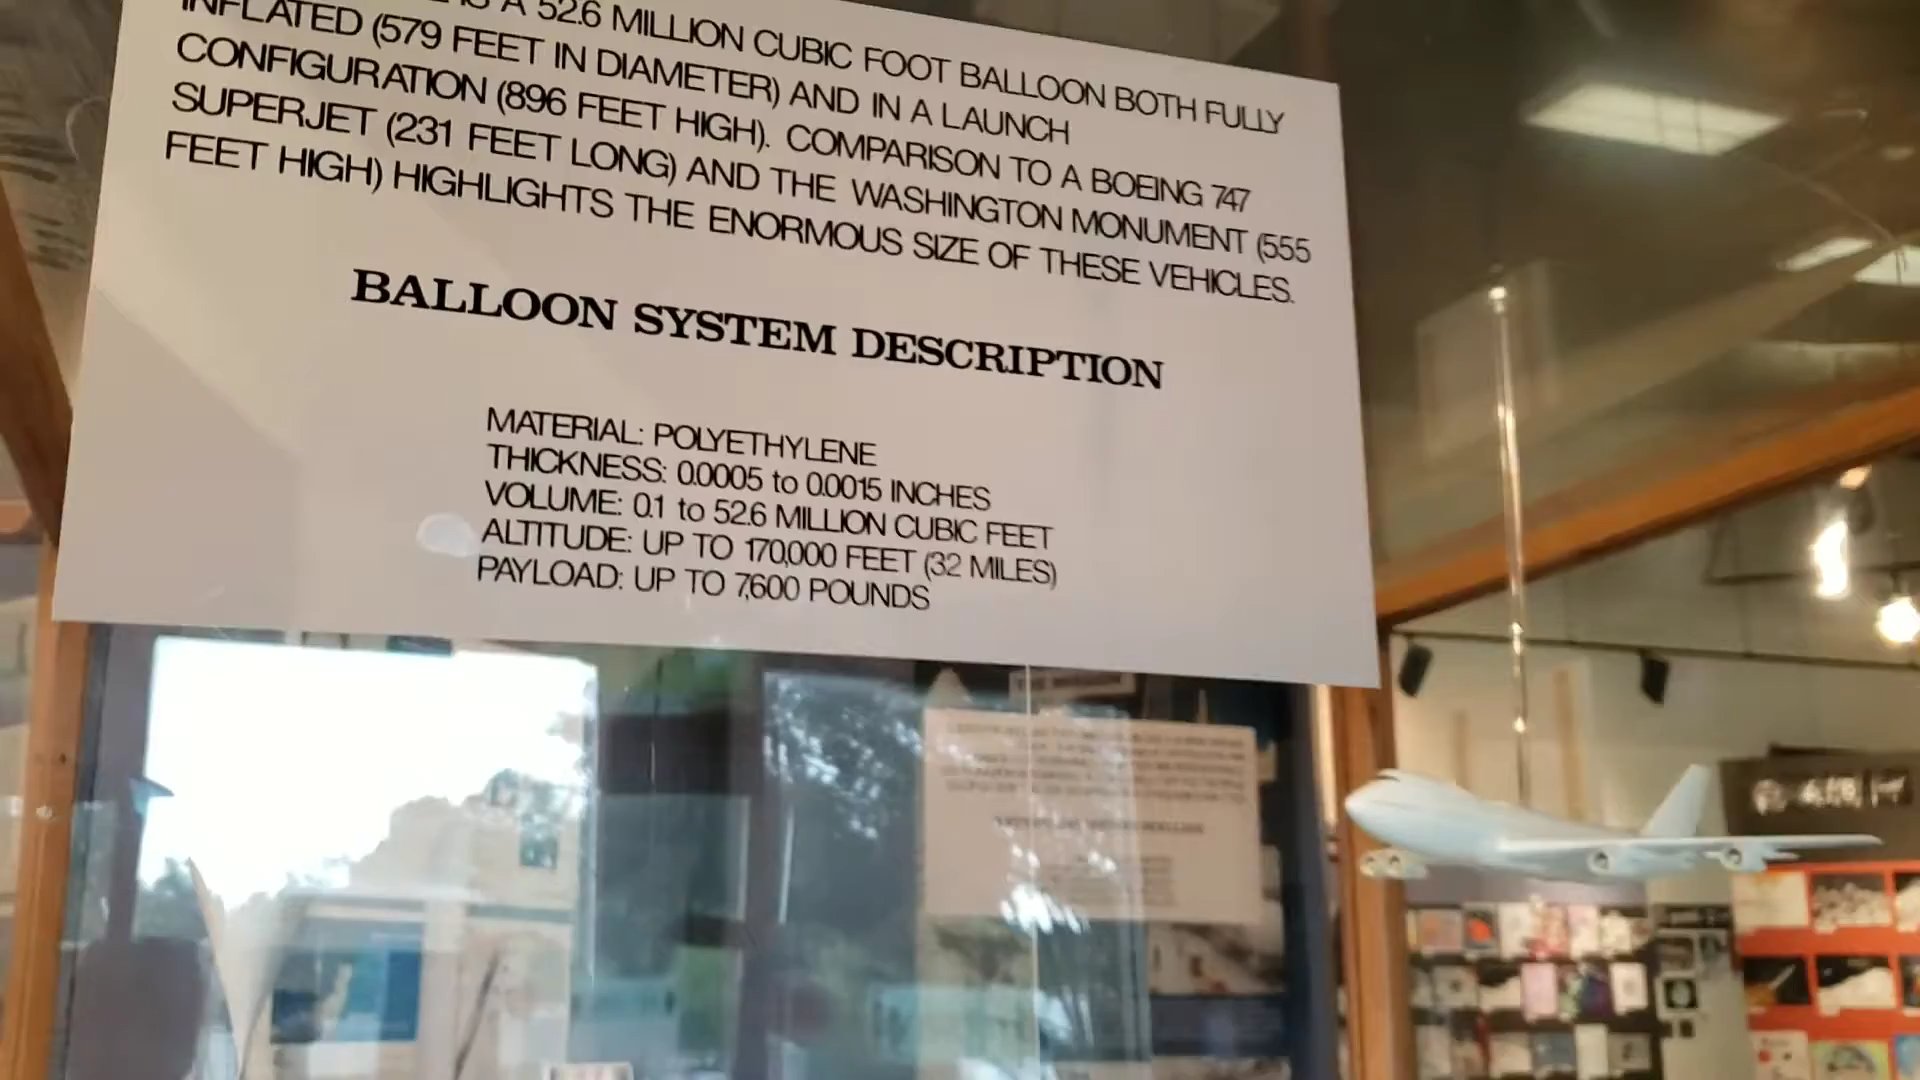 A 52.6 MILLION CUBIC FOOT BALLOON BOTH FULLY
INFLATED (579 FEET IN DIAMETER) AND IN A LAUNCH
CONFIGURATION (896 FEET HIGH). COMPARISON TO A BOEING 747
SUPERJET (231 FEET LONG) AND THE WASHINGTON MONUMENT (555
FEET HIGH) HIGHLIGHTS THE ENORMOUS SIZE OF THESE VEHICLES.
BALLOON SYSTEM DESCRIPTION
MATERIAL: POLYETHYLENE
THICKNESS: 0.0005 to 0.0015 INCHES
VOLUME: 0.1 to 52.6 MILLION CUBIC FEET
ALTITUDE: UP TO 170,000 FEET (32 MILES)
PAYLOAD: UP TO 7,600 POUNDS